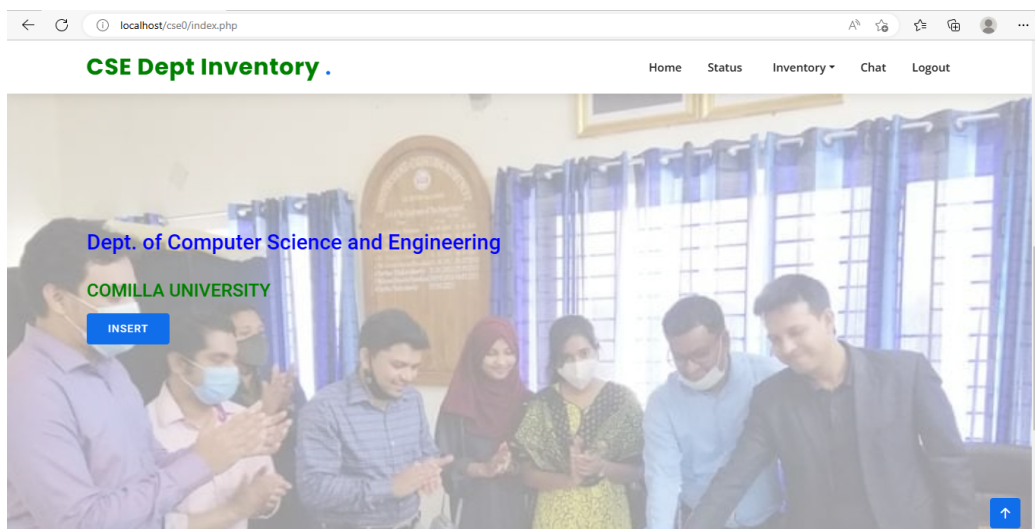 localhost/cse0/index.php
CSE Dept Inventory .
Home Status Inventory Chat Logout
Dept. of Computer Science and Engineering
COMILLA UNIVERSITY
INSERT